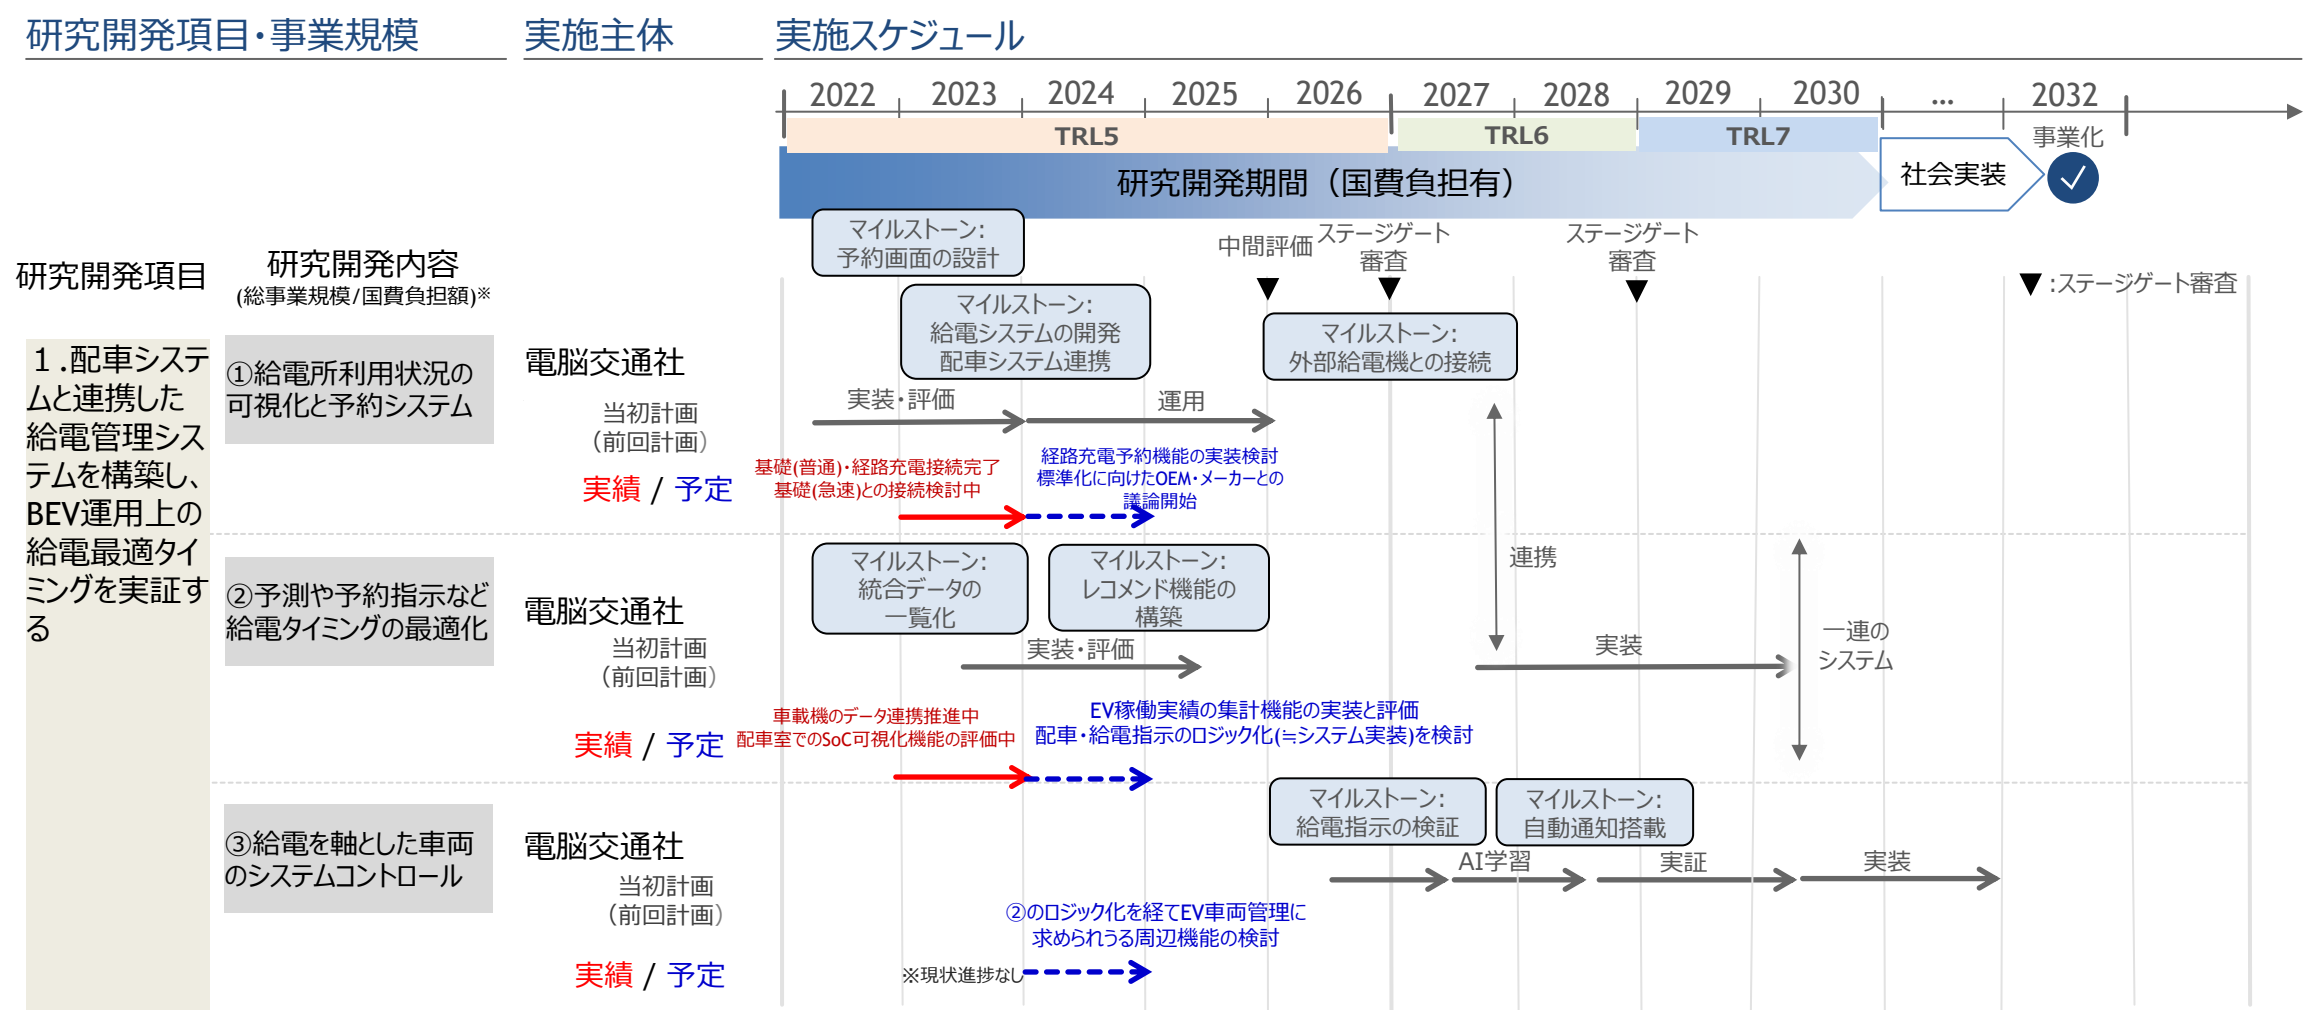 研究開発項目・事業規模
実施主体
実施スケジュール
2022
2023
2024
2025
2026
2027
2028
2029
2030
…
2032
TRL5
TRL6
TRL7
事業化
研究開発期間（国費負担有）
社会実装
研究開発項目
研究開発内容
(総事業規模/国費負担額)※
マイルストーン:
予約画面の設計
中間評価
ステージゲート
審査
ステージゲート
審査
▼:ステージゲート審査
１.配車システ
ムと連携した
給電管理シス
テムを構築し、
BEV運用上の
給電最適タイ
ミングを実証す
る
①給電所利用状況の
可視化と予約システム
電脳交通社
当初計画
（前回計画）
実績 / 予定
マイルストーン:
給電システムの開発
配車システム連携
マイルストーン:
外部給電機との接続
実装・評価
運用
基礎(普通)・経路充電接続完了
基礎(急速)との接続検討中
経路充電予約機能の実装検討
標準化に向けたOEM・メーカーとの
議論開始
連携
②予測や予約指示など
給電タイミングの最適化
電脳交通社
当初計画
（前回計画）
実績 / 予定
マイルストーン:
統合データの
一覧化
マイルストーン:
レコメンド機能の
構築
実装・評価
実装
一連の
システム
車載機のデータ連携推進中
配車室でのSoC可視化機能の評価中
EV稼働実績の集計機能の実装と評価
配車・給電指示のロジック化(≒システム実装)を検討
③給電を軸とした車両
のシステムコントロール
電脳交通社
当初計画
（前回計画）
実績 / 予定
マイルストーン:
給電指示の検証
マイルストーン:
自動通知搭載
AI学習
実証
実装
②のロジック化を経てEV車両管理に
求められうる周辺機能の検討
※現状進捗なし